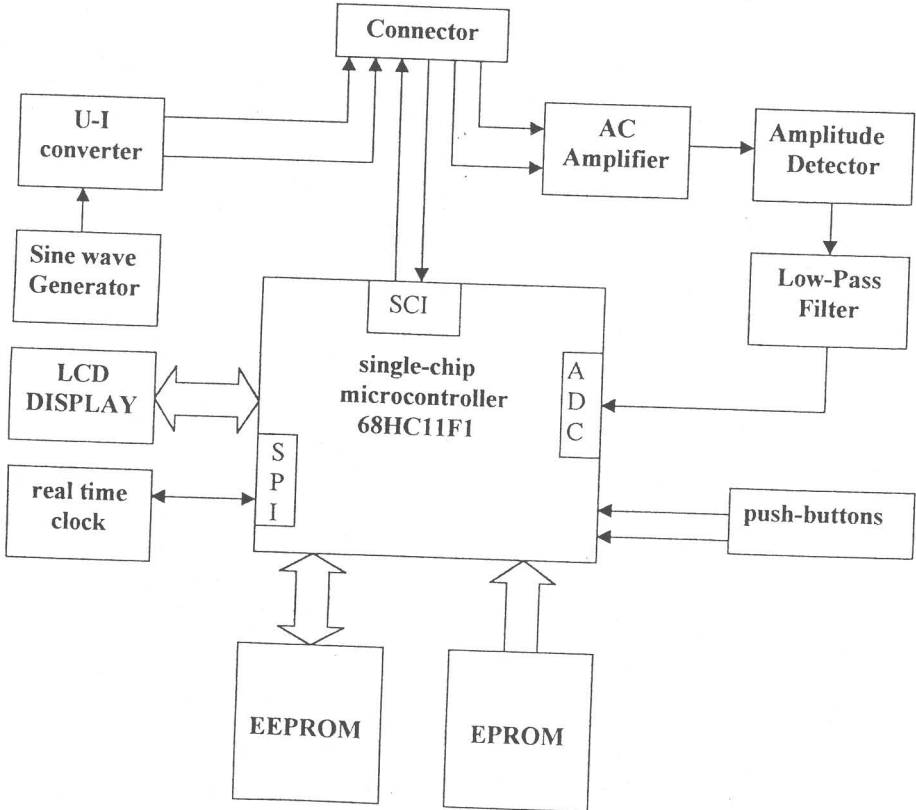 Connector
U-I
converter
AC
Amplifier
Amplitude
Detector
Sine wave
Generator
Low-Pass
Filter
SCI
single-chip
microcontroller
68HC11F1
A
D
C
LCD
DISPLAY
S
P
I
real time
clock
push-buttons
EEPROM
EPROM